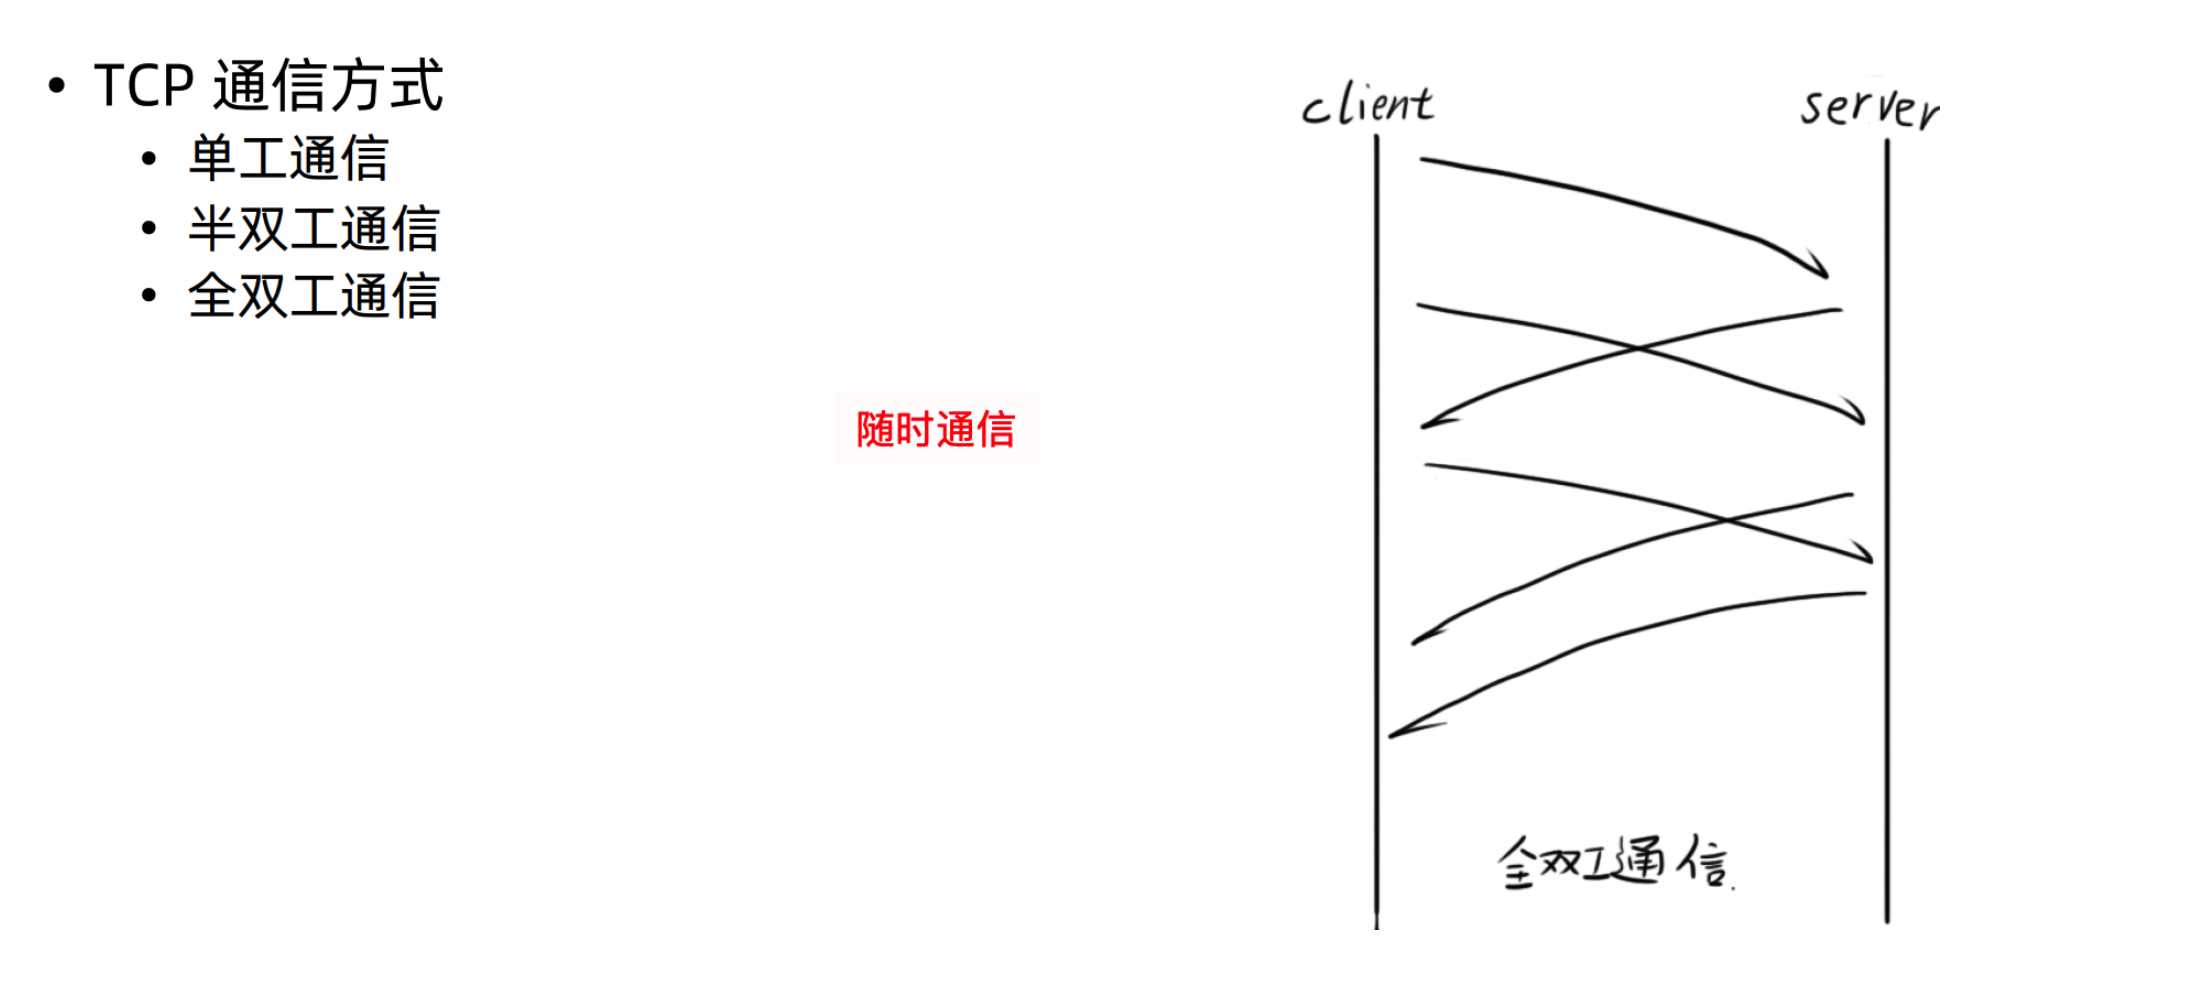 • TCP 通信方式
• 单工通信
• 半双工通信
• 全双工通信
随时通信
client
server
全双工通信.